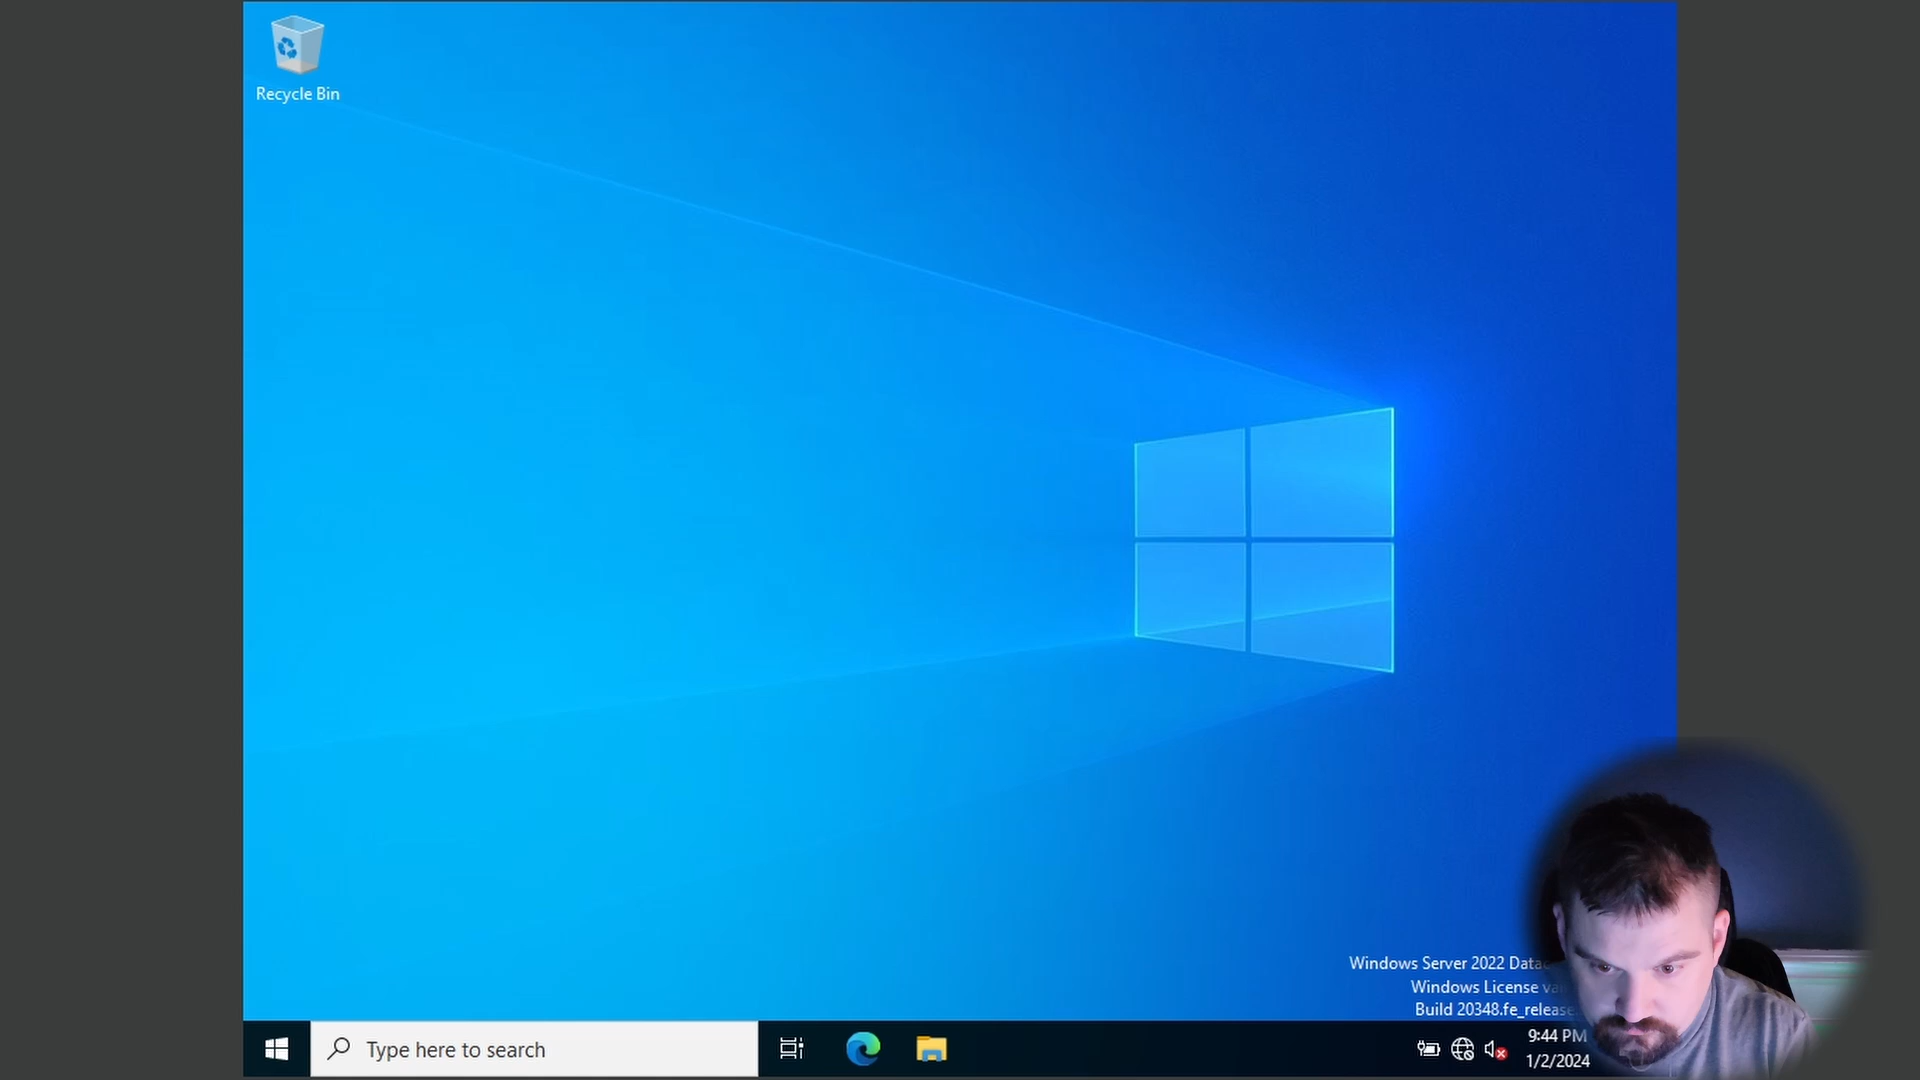 Recycle Bin
Windows Server 2022
Windows License
Build 20348.fe_release
Type here to search
9:44 PM
1/2/2024